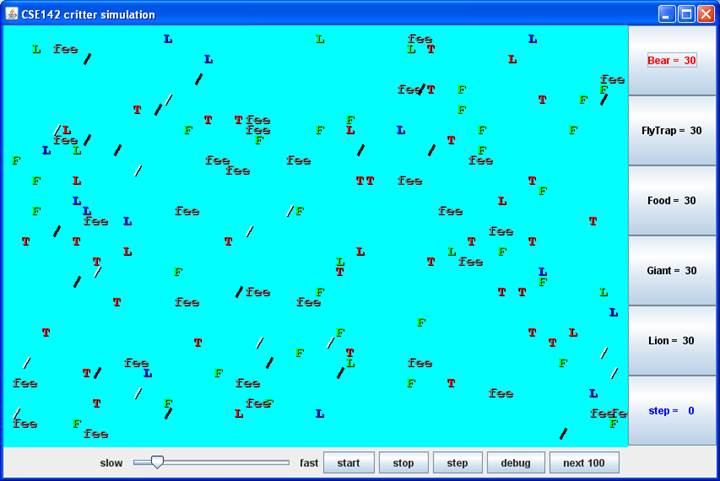 CSE142 critter simulation
L L fee L
L fee L T
/ L L
/ fee
fee / T F F
/ T F /
T / F
T T fee F
/ L F fee F L L F F
fee / F T
L L / / / F
F fee fee fee
/ fee
F L T T fee T
F
L L
F L fee / F fee
fee L T
/ / fee
T T T T T
L L L F
T L T fee
/ F T L
/ F
/ fee F T T L
T fee fee
L
F
T F T L
T / / T
F T /
/ fee / L fee F
T / L F / /
fee fee F T
/ fee L
T F fee F
/ / L L fee fe
fee F F
fee /
Bear = 30
FlyTrap = 30
Food = 30
Giant = 30
Lion = 30
step = 0
slow fast start stop step debug next 100